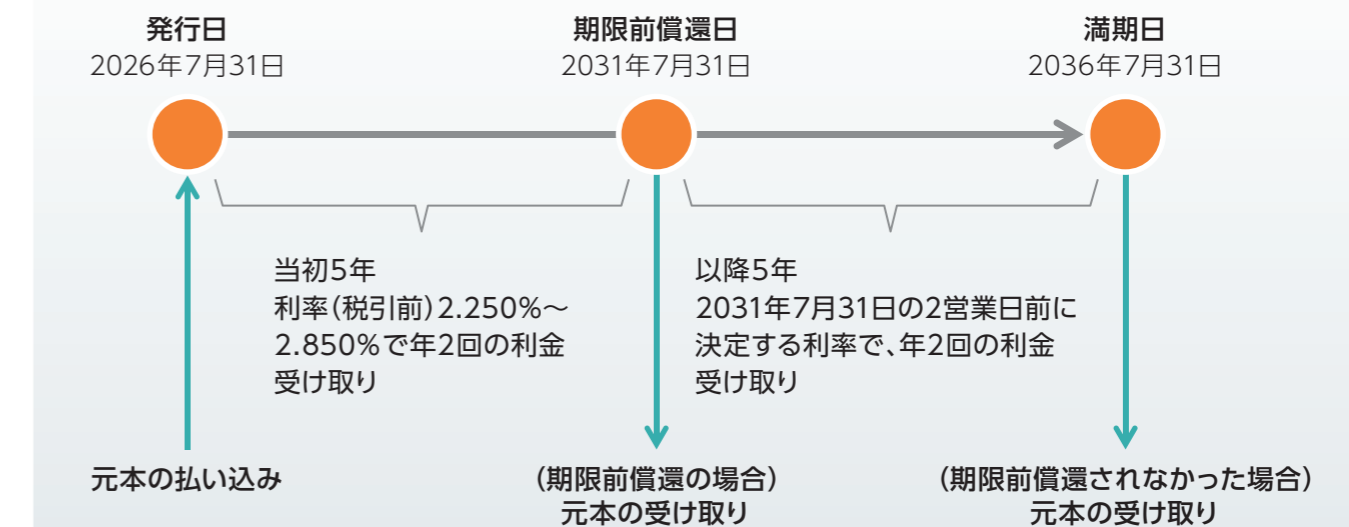 発行日
2026年7月31日
期限前償還日
2031年7月31日
満期日
2036年7月31日
当初5年
利率(税引前)2.250%～
2.850%で年2回の利金
受け取り
以降5年
2031年7月31日の2営業日前に
決定する利率で、年2回の利金
受け取り
元本の払い込み
(期限前償還の場合)
元本の受け取り
(期限前償還されなかった場合)
元本の受け取り